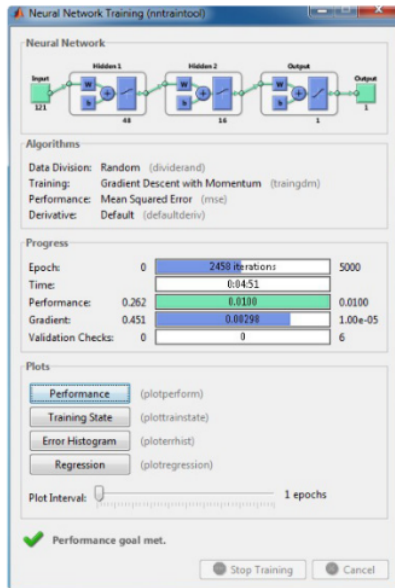 Neural Network Training (nntraintool)
Neural Network
Hidden 1 Hidden 2 Output
Input W b W b W b Output
121 48 16 1 1
Algorithms
Data Division: Random (dividerand)
Training: Gradient Descent with Momentum (traingdm)
Performance: Mean Squared Error (mse)
Derivative: Default (defaultderiv)
Progress
Epoch: 0 2450 iterations 5000
Time: 0:04:51
Performance: 0.262 0.0100 0.0100
Gradient: 0.451 0.00298 1.00e-05
Validation Checks: 0 0 6
Plots
Performance (plotperform)
Training State (plottrainstate)
Error Histogram (ploterrhist)
Regression (plotregression)
Plot Interval: 1 epochs
Performance goal met.
Stop Training Cancel